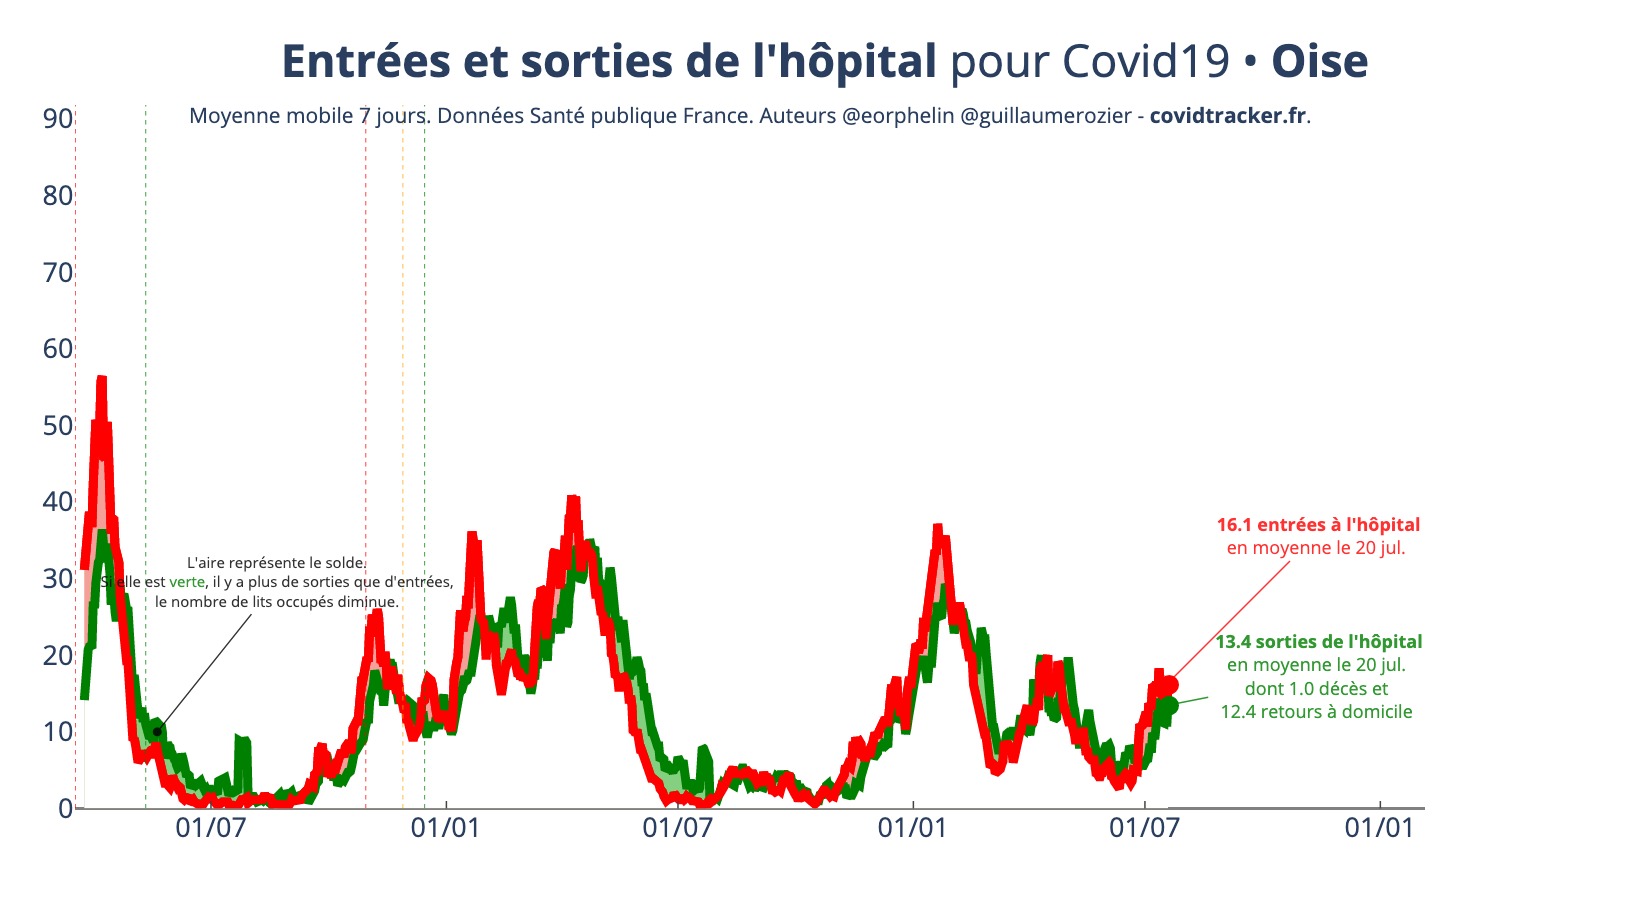 Entrées et sorties de l'hôpital pour Covid19 • Oise
Moyenne mobile 7 jours. Données Santé publique France. Auteurs @eorphelin @guillaumerozier - covidtracker.fr.
90
80
70
60
50
40
30
20
10
0
L'aire représente le solde.
Si elle est verte, il y a plus de sorties que d'entrées,
le nombre de lits occupés diminue.
16.1 entrées à l'hôpital
en moyenne le 20 jul.
13.4 sorties de l'hôpital
en moyenne le 20 jul.
dont 1.0 décès et
12.4 retours à domicile
01/07 01/01 01/07 01/01 01/07 01/01